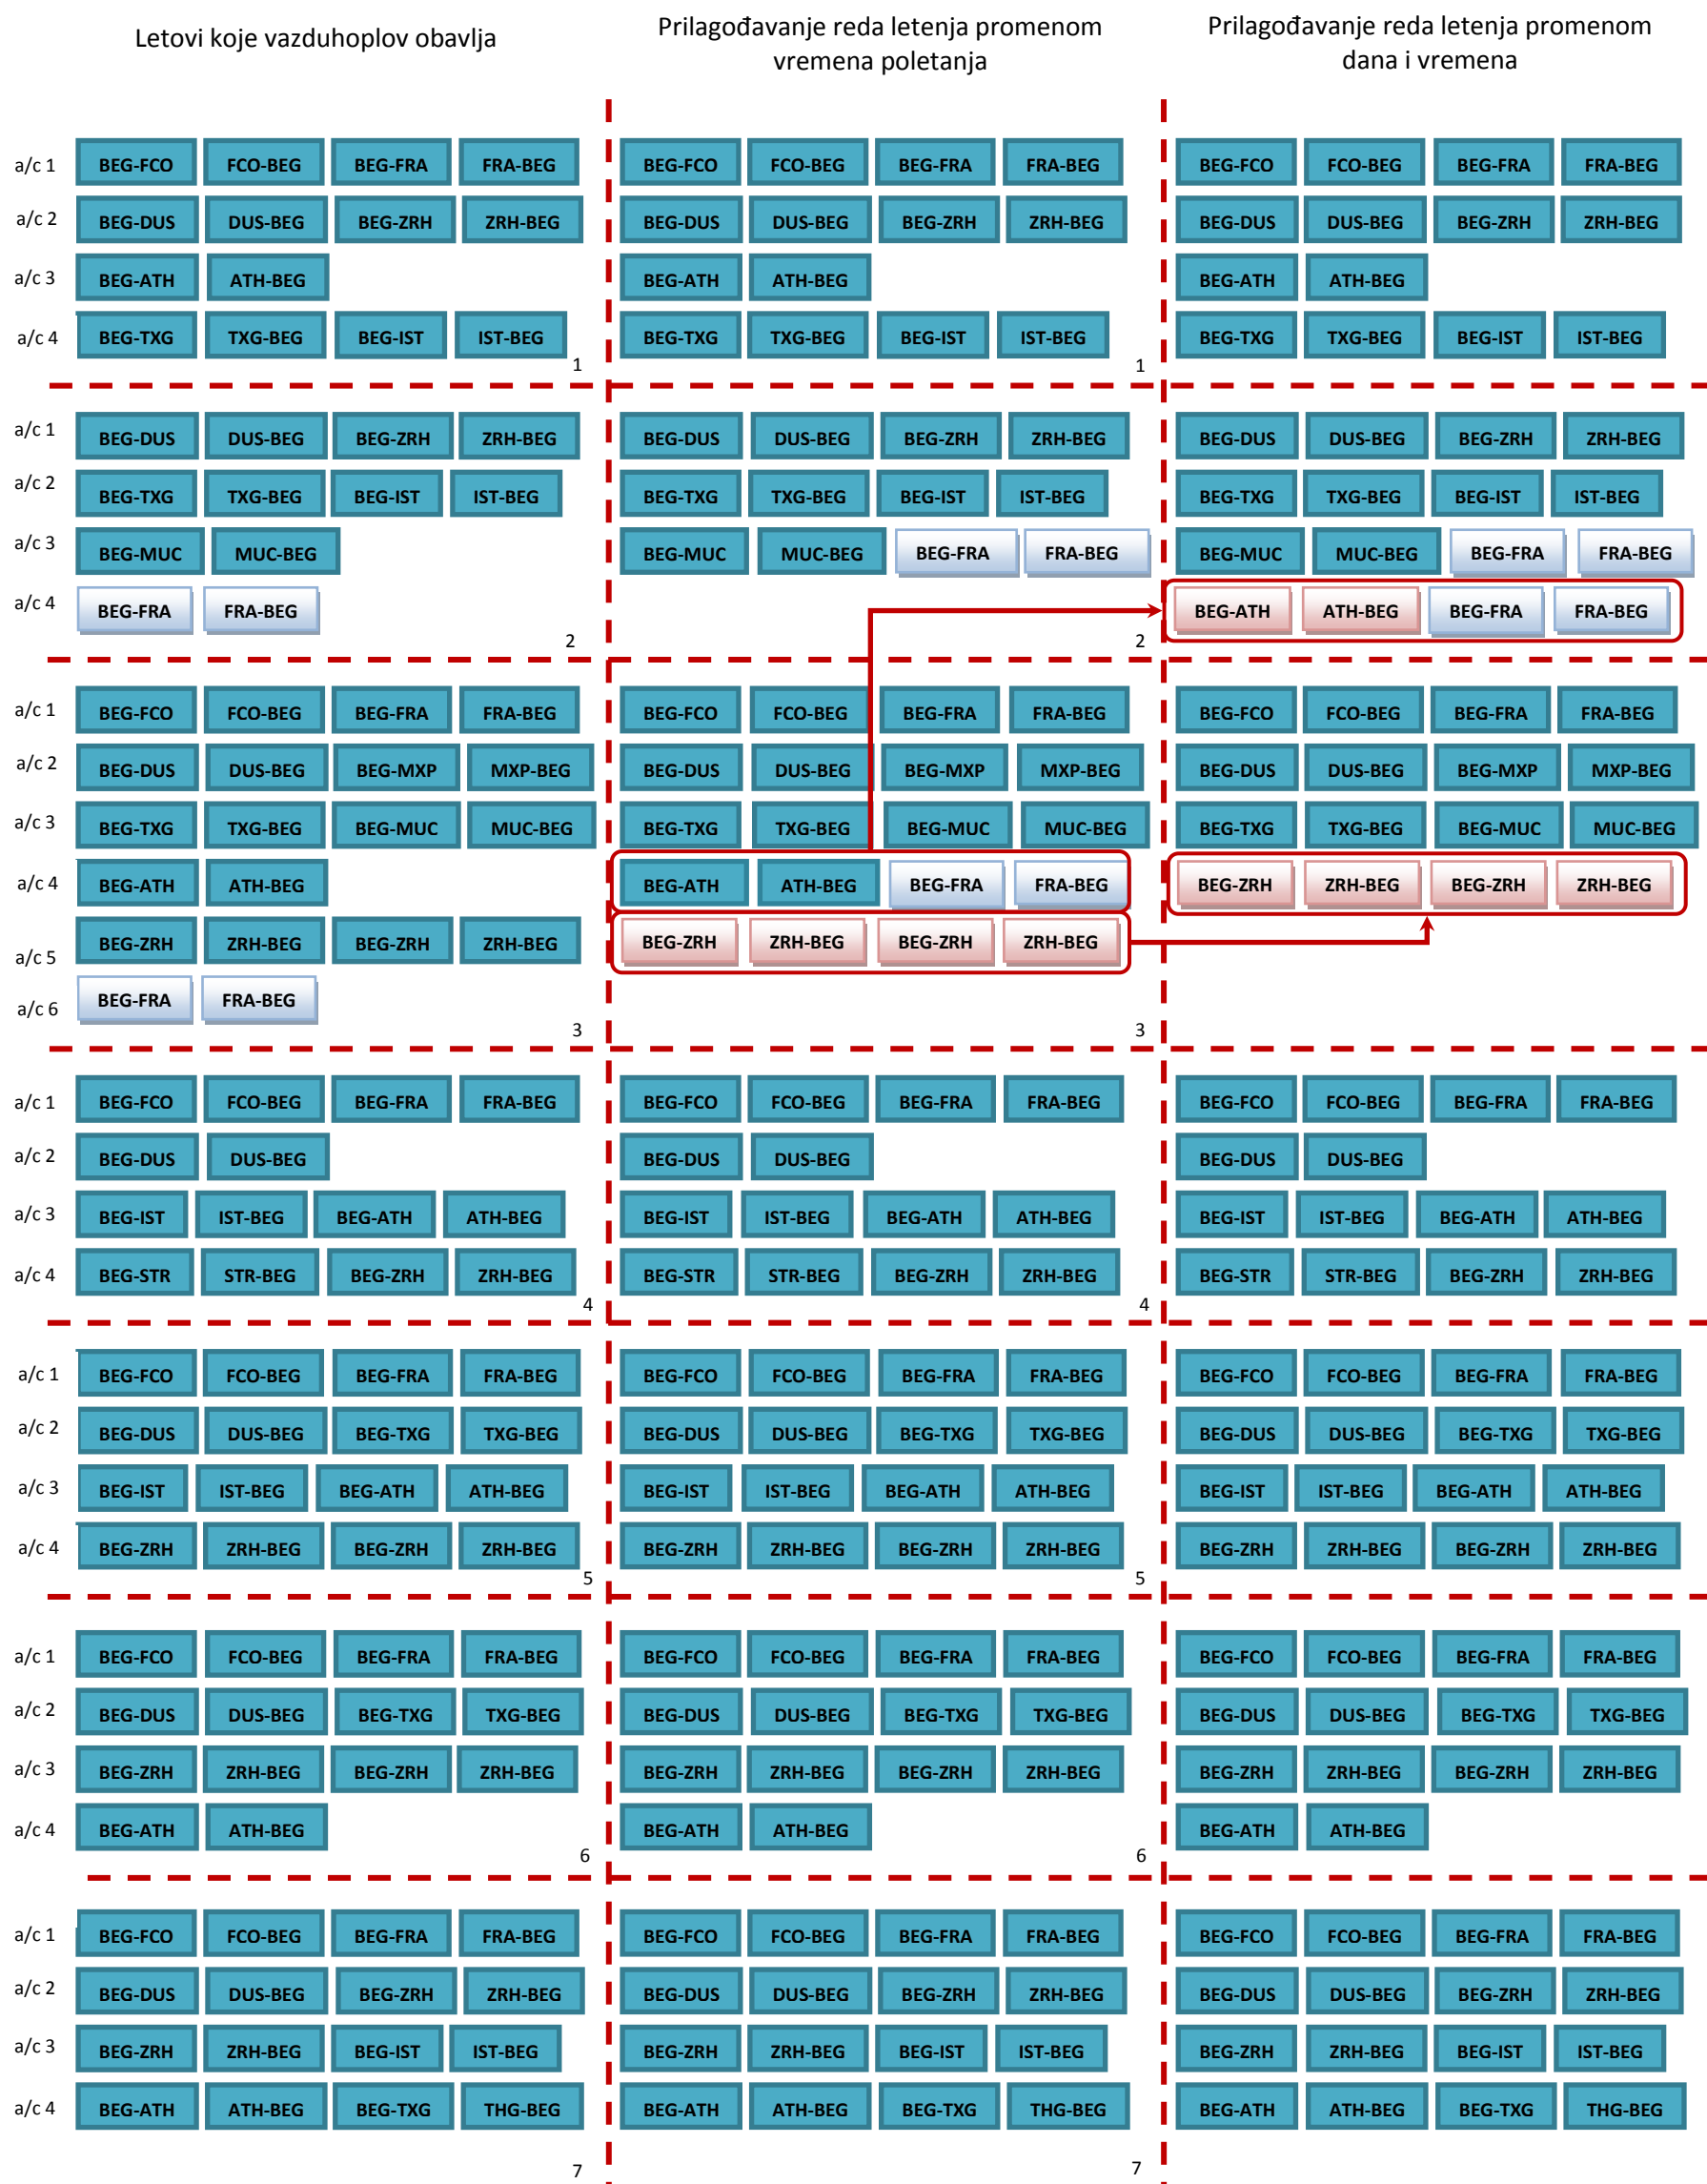 Letovi koje vazduhoplov obavlja
Prilagođavanje reda letenja promenom
vremena poletanja
Prilagođavanje reda letenja promenom
dana i vremena
a/c 1 BEG-FCO FCO-BEG BEG-FRA FRA-BEG BEG-FCO FCO-BEG BEG-FRA FRA-BEG BEG-FCO FCO-BEG BEG-FRA FRA-BEG
a/c 2 BEG-DUS DUS-BEG BEG-ZRH ZRH-BEG BEG-DUS DUS-BEG BEG-ZRH ZRH-BEG BEG-DUS DUS-BEG BEG-ZRH ZRH-BEG
a/c 3 BEG-ATH ATH-BEG BEG-ATH ATH-BEG BEG-ATH ATH-BEG
a/c 4 BEG-TXG TXG-BEG BEG-IST IST-BEG BEG-TXG TXG-BEG BEG-IST IST-BEG BEG-TXG TXG-BEG BEG-IST IST-BEG
1 1
a/c 1 BEG-DUS DUS-BEG BEG-ZRH ZRH-BEG BEG-DUS DUS-BEG BEG-ZRH ZRH-BEG BEG-DUS DUS-BEG BEG-ZRH ZRH-BEG
a/c 2 BEG-TXG TXG-BEG BEG-IST IST-BEG BEG-TXG TXG-BEG BEG-IST IST-BEG BEG-TXG TXG-BEG BEG-IST IST-BEG
a/c 3 BEG-MUC MUC-BEG BEG-MUC MUC-BEG BEG-FRA FRA-BEG BEG-MUC MUC-BEG BEG-FRA FRA-BEG
a/c 4 BEG-FRA FRA-BEG BEG-ATH ATH-BEG BEG-FRA FRA-BEG
2 2
a/c 1 BEG-FCO FCO-BEG BEG-FRA FRA-BEG BEG-FCO FCO-BEG BEG-FRA FRA-BEG BEG-FCO FCO-BEG BEG-FRA FRA-BEG
a/c 2 BEG-DUS DUS-BEG BEG-MXP MXP-BEG BEG-DUS DUS-BEG BEG-MXP MXP-BEG BEG-DUS DUS-BEG BEG-MXP MXP-BEG
a/c 3 BEG-TXG TXG-BEG BEG-MUC MUC-BEG BEG-TXG TXG-BEG BEG-MUC MUC-BEG BEG-TXG TXG-BEG BEG-MUC MUC-BEG
a/c 4 BEG-ATH ATH-BEG BEG-ATH ATH-BEG BEG-FRA FRA-BEG BEG-ZRH ZRH-BEG BEG-ZRH ZRH-BEG
a/c 5 BEG-ZRH ZRH-BEG BEG-ZRH ZRH-BEG BEG-ZRH ZRH-BEG BEG-ZRH ZRH-BEG
a/c 6 BEG-FRA FRA-BEG
3 3
a/c 1 BEG-FCO FCO-BEG BEG-FRA FRA-BEG BEG-FCO FCO-BEG BEG-FRA FRA-BEG BEG-FCO FCO-BEG BEG-FRA FRA-BEG
a/c 2 BEG-DUS DUS-BEG BEG-DUS DUS-BEG BEG-DUS DUS-BEG
a/c 3 BEG-IST IST-BEG BEG-ATH ATH-BEG BEG-IST IST-BEG BEG-ATH ATH-BEG BEG-IST IST-BEG BEG-ATH ATH-BEG
a/c 4 BEG-STR STR-BEG BEG-ZRH ZRH-BEG BEG-STR STR-BEG BEG-ZRH ZRH-BEG BEG-STR STR-BEG BEG-ZRH ZRH-BEG
4 4
a/c 1 BEG-FCO FCO-BEG BEG-FRA FRA-BEG BEG-FCO FCO-BEG BEG-FRA FRA-BEG BEG-FCO FCO-BEG BEG-FRA FRA-BEG
a/c 2 BEG-DUS DUS-BEG BEG-TXG TXG-BEG BEG-DUS DUS-BEG BEG-TXG TXG-BEG BEG-DUS DUS-BEG BEG-TXG TXG-BEG
a/c 3 BEG-IST IST-BEG BEG-ATH ATH-BEG BEG-IST IST-BEG BEG-ATH ATH-BEG BEG-IST IST-BEG BEG-ATH ATH-BEG
a/c 4 BEG-ZRH ZRH-BEG BEG-ZRH ZRH-BEG BEG-ZRH ZRH-BEG BEG-ZRH ZRH-BEG BEG-ZRH ZRH-BEG BEG-ZRH ZRH-BEG
5 5
a/c 1 BEG-FCO FCO-BEG BEG-FRA FRA-BEG BEG-FCO FCO-BEG BEG-FRA FRA-BEG BEG-FCO FCO-BEG BEG-FRA FRA-BEG
a/c 2 BEG-DUS DUS-BEG BEG-TXG TXG-BEG BEG-DUS DUS-BEG BEG-TXG TXG-BEG BEG-DUS DUS-BEG BEG-TXG TXG-BEG
a/c 3 BEG-ZRH ZRH-BEG BEG-ZRH ZRH-BEG BEG-ZRH ZRH-BEG BEG-ZRH ZRH-BEG BEG-ZRH ZRH-BEG BEG-ZRH ZRH-BEG
a/c 4 BEG-ATH ATH-BEG BEG-ATH ATH-BEG BEG-ATH ATH-BEG
6 6
a/c 1 BEG-FCO FCO-BEG BEG-FRA FRA-BEG BEG-FCO FCO-BEG BEG-FRA FRA-BEG BEG-FCO FCO-BEG BEG-FRA FRA-BEG
a/c 2 BEG-DUS DUS-BEG BEG-ZRH ZRH-BEG BEG-DUS DUS-BEG BEG-ZRH ZRH-BEG BEG-DUS DUS-BEG BEG-ZRH ZRH-BEG
a/c 3 BEG-ZRH ZRH-BEG BEG-IST IST-BEG BEG-ZRH ZRH-BEG BEG-IST IST-BEG BEG-ZRH ZRH-BEG BEG-IST IST-BEG
a/c 4 BEG-ATH ATH-BEG BEG-TXG THG-BEG BEG-ATH ATH-BEG BEG-TXG THG-BEG BEG-ATH ATH-BEG BEG-TXG THG-BEG
7 7